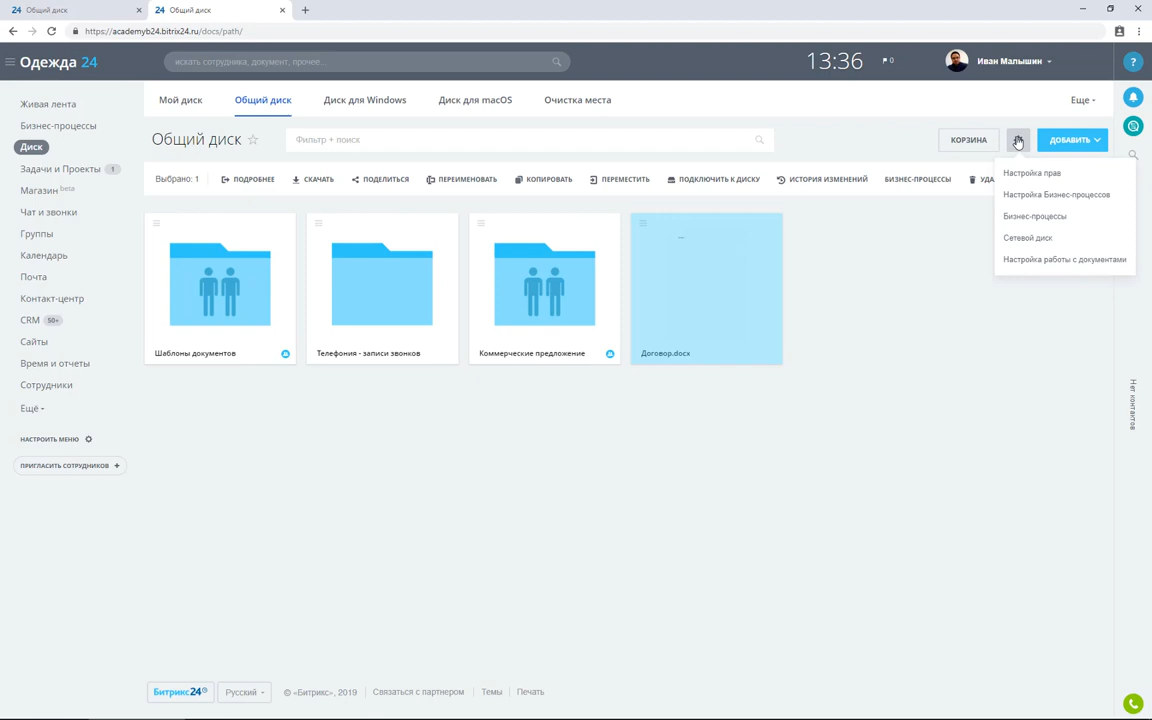 24 Общий диск
24 Общий диск
https://academyb24.bitrix24.ru/docs/path/
Одежда 24
искать сотрудника, документ, прочее...
13:36
0
Иван Малышин
?
Живая лента
Бизнес-процессы
Диск
Задачи и Проекты 1
Магазин beta
Чат и звонки
Группы
Календарь
Почта
Контакт-центр
CRM 50+
Сайты
Время и отчеты
Сотрудники
Ещё
НАСТРОИТЬ МЕНЮ
ПРИГЛАСИТЬ СОТРУДНИКОВ +
Мой диск Общий диск Диск для Windows Диск для macOS Очистка места Еще
Общий диск
Фильтр + поиск
КОРЗИНА
ДОБАВИТЬ
Выбрано: 1 ПОДРОБНЕЕ СКАЧАТЬ ПОДЕЛИТЬСЯ ПЕРЕИМЕНОВАТЬ КОПИРОВАТЬ ПЕРЕМЕСТИТЬ ПОДКЛЮЧИТЬ К ДИСКУ ИСТОРИЯ ИЗМЕНЕНИЙ БИЗНЕС-ПРОЦЕССЫ УДА
Настройка прав
Настройка Бизнес-процессов
Бизнес-процессы
Сетевой диск
Настройка работы с документами
Шаблоны документов
Телефония - записи звонков
Коммерческие предложение
Договор.docx
Нет контактов
Битрикс24 Русский © «Битрикс», 2019 Связаться с партнером Темы Печать